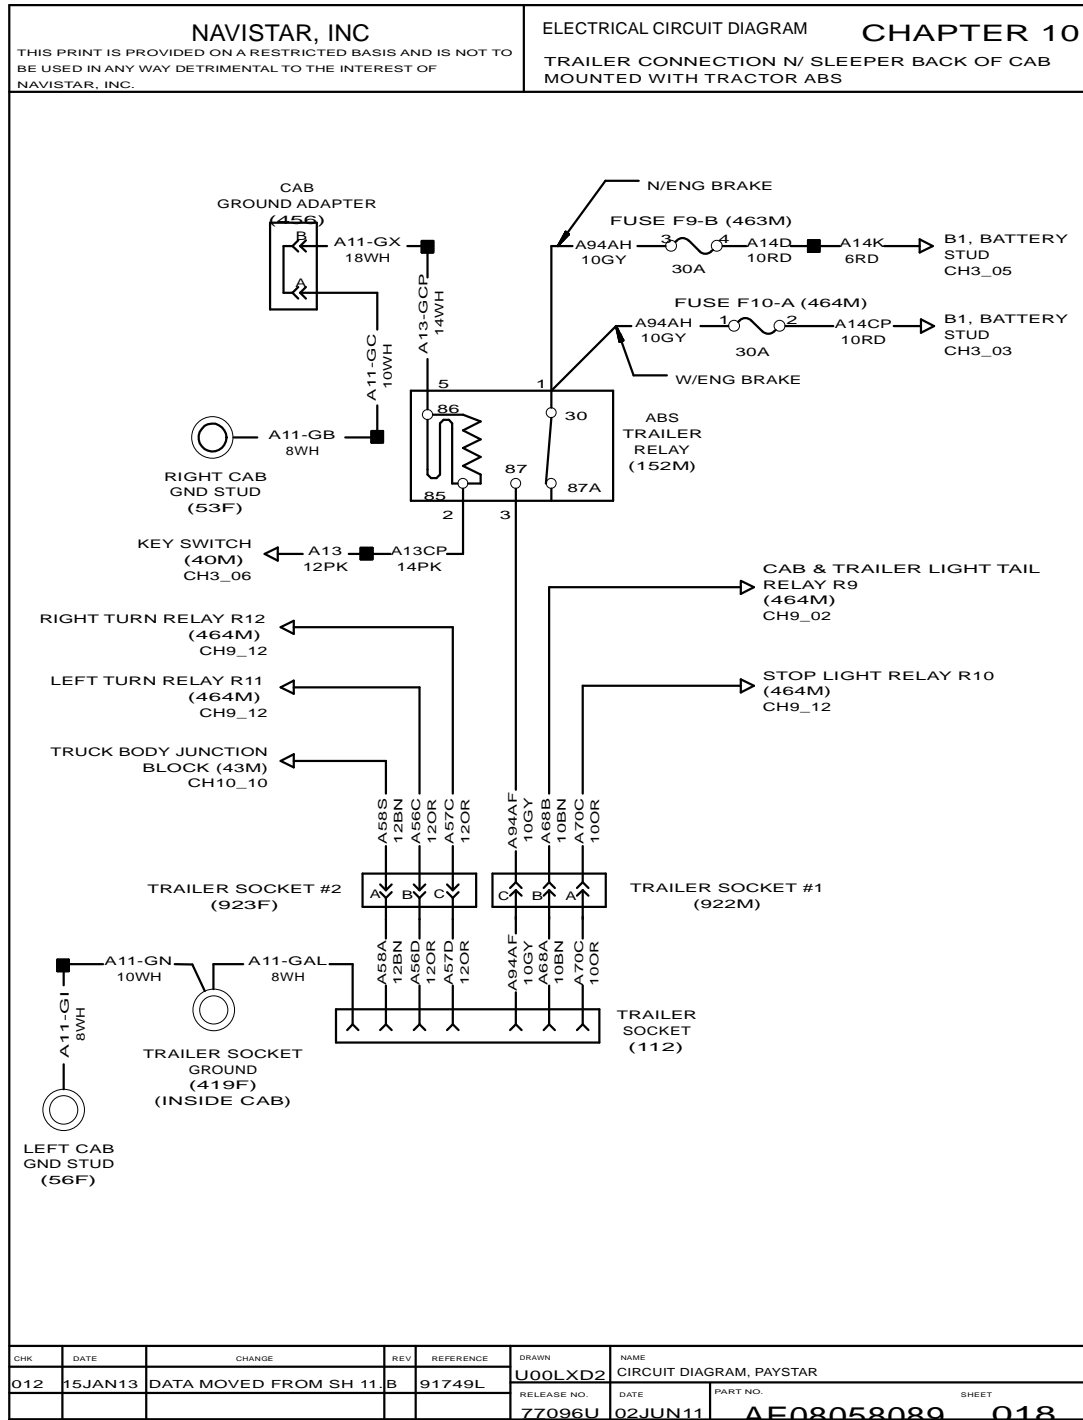 NAVISTAR, INC
THIS PRINT IS PROVIDED ON A RESTRICTED BASIS AND IS NOT TO
BE USED IN ANY WAY DETRIMENTAL TO THE INTEREST OF
NAVISTAR, INC.
ELECTRICAL CIRCUIT DIAGRAM
CHAPTER 10
TRAILER CONNECTION N/ SLEEPER BACK OF CAB
MOUNTED WITH TRACTOR ABS
CAB
GROUND ADAPTER
(456)
B
A
A11-GX
18WH
A13-GCP
14WH
A11-GC
10WH
A11-GB
8WH
RIGHT CAB
GND STUD
(53F)
N/ENG BRAKE
FUSE F9-B (463M)
A94AH
10GY
3
4
30A
A14D
10RD
A14K
6RD
B1, BATTERY
STUD
CH3_05
FUSE F10-A (464M)
A94AH
10GY
1
2
30A
A14CP
10RD
B1, BATTERY
STUD
CH3_03
W/ENG BRAKE
5
1
86
30
87
85
87A
2
3
ABS
TRAILER
RELAY
(152M)
KEY SWITCH
(40M)
CH3_06
A13
12PK
A13CP
14PK
CAB & TRAILER LIGHT TAIL
RELAY R9
(464M)
CH9_02
RIGHT TURN RELAY R12
(464M)
CH9_12
LEFT TURN RELAY R11
(464M)
CH9_12
STOP LIGHT RELAY R10
(464M)
CH9_12
TRUCK BODY JUNCTION
BLOCK (43M)
CH10_10
A58S
12BN
A56C
12OR
A57C
12OR
A94AF
10GY
A68B
10BN
A70C
10OR
TRAILER SOCKET #2
(923F)
A
B
C
C
B
A
TRAILER SOCKET #1
(922M)
A58A
12BN
A56D
12OR
A57D
12OR
A94AF
10GY
A68A
10BN
A70C
10OR
A11-GN
10WH
A11-GAL
8WH
A11-GI
8WH
TRAILER SOCKET
GROUND
(419F)
(INSIDE CAB)
TRAILER
SOCKET
(112)
LEFT CAB
GND STUD
(56F)
CHK DATE CHANGE REV REFERENCE
012 15JAN13 DATA MOVED FROM SH 11. B 91749L
DRAWN
U00LXD2
NAME
CIRCUIT DIAGRAM, PAYSTAR
RELEASE NO. DATE PART NO. SHEET
77096U 02JUN11 AE08058089 018